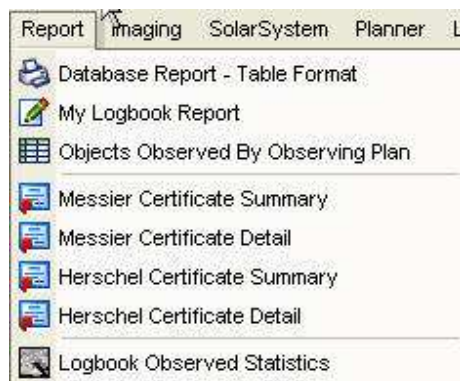 Report Imaging SolarSystem Planner L
Database Report - Table Format
My Logbook Report
Objects Observed By Observing Plan
Messier Certificate Summary
Messier Certificate Detail
Herschel Certificate Summary
Herschel Certificate Detail
Logbook Observed Statistics